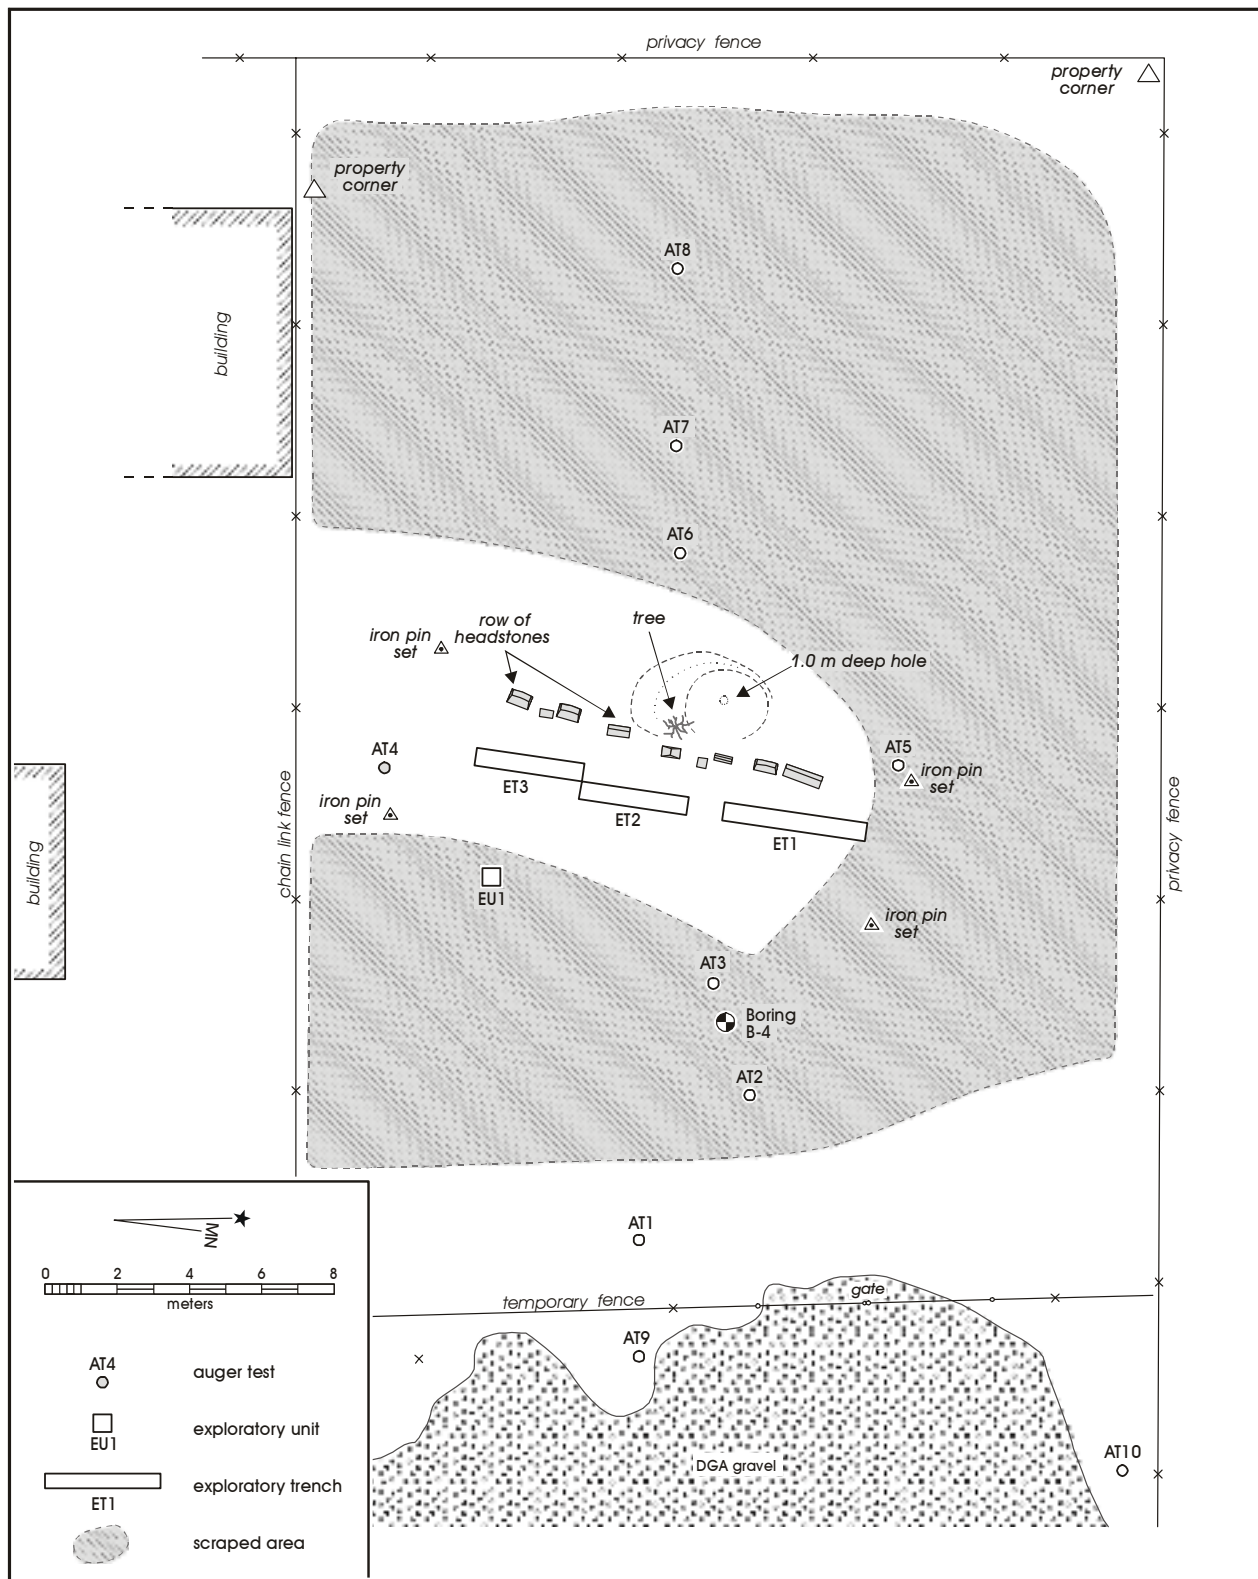 privacy fence
property
corner
property
corner
AT8
building
AT7
AT6
row of
headstones
tree
iron pin
set
1.0 m deep hole
AT4
AT5
iron pin
set
ET3
iron pin
set
ET2
ET1
chain link fence
privacy fence
building
EU1
iron pin
set
AT3
Boring
B-4
AT2
MN
0 2 4 6 8
meters
AT1
temporary fence
gate
AT9
AT4
auger test
exploratory unit
EU1
DGA gravel
AT10
exploratory trench
ET1
scraped area